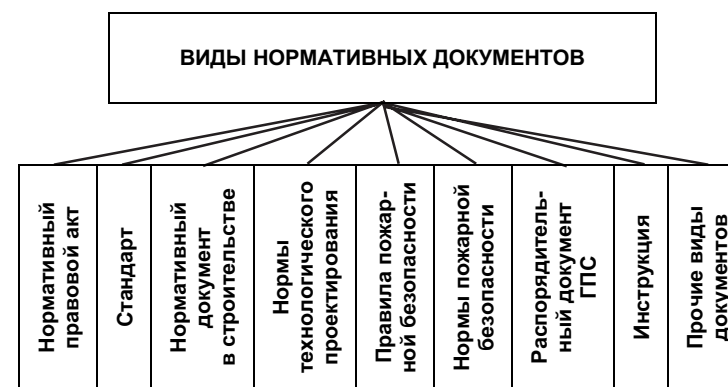 ВИДЫ НОРМАТИВНЫХ ДОКУМЕНТОВ
Нормативный
правовой акт
Стандарт
Нормативный
документ
в строительстве
Нормы
технологического
проектирования
Правила пожар-
ной безопасности
Нормы пожарной
безопасности
Распорядитель-
ный документ
ГПС
Инструкция
Прочие виды
документов